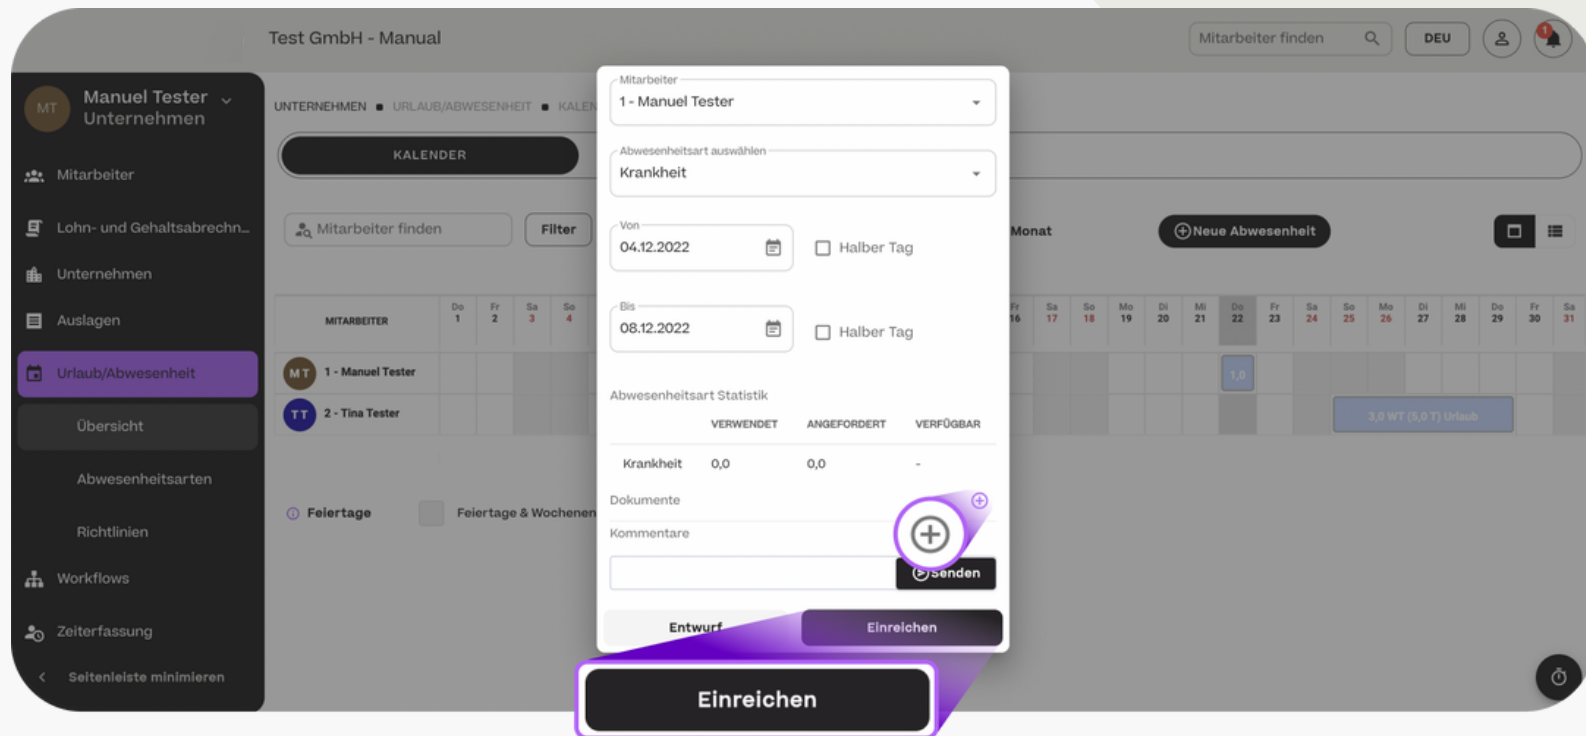 Test GmbH - Manual
Mitarbeiter finden
DEU
1
MT
Manuel Tester
Unternehmen
Mitarbeiter
Lohn- und Gehaltsabrechn...
Unternehmen
Auslagen
Urlaub/Abwesenheit
Übersicht
Abwesenheitsarten
Richtlinien
Workflows
Zeiterfassung
Seitenleiste minimieren
UNTERNEHMEN ■ URLAUB/ABWESENHEIT ■ KALEN
KALENDER
Mitarbeiter finden
Filter
Monat
Neue Abwesenheit
MITARBEITER
Do Fr Sa So
1 2 3 4
Fr Sa So Mo Di Mi Do Fr Sa So Mo Di Mi Do Fr Sa
16 17 18 19 20 21 22 23 24 25 26 27 28 29 30 31
MT 1 - Manuel Tester
1,0
TT 2 - Tina Tester
3,0 WT (5,0 T) Urlaub
Feiertage
Feiertage & Wochenen
Mitarbeiter
1 - Manuel Tester
Abwesenheitsart auswählen
Krankheit
Von
04.12.2022
Halber Tag
Bis
08.12.2022
Halber Tag
Abwesenheitsart Statistik
VERWENDET ANGEFORDERT VERFÜGBAR
Krankheit 0,0 0,0 -
Dokumente
Kommentare
Senden
Entwurf
Einreichen
Einreichen